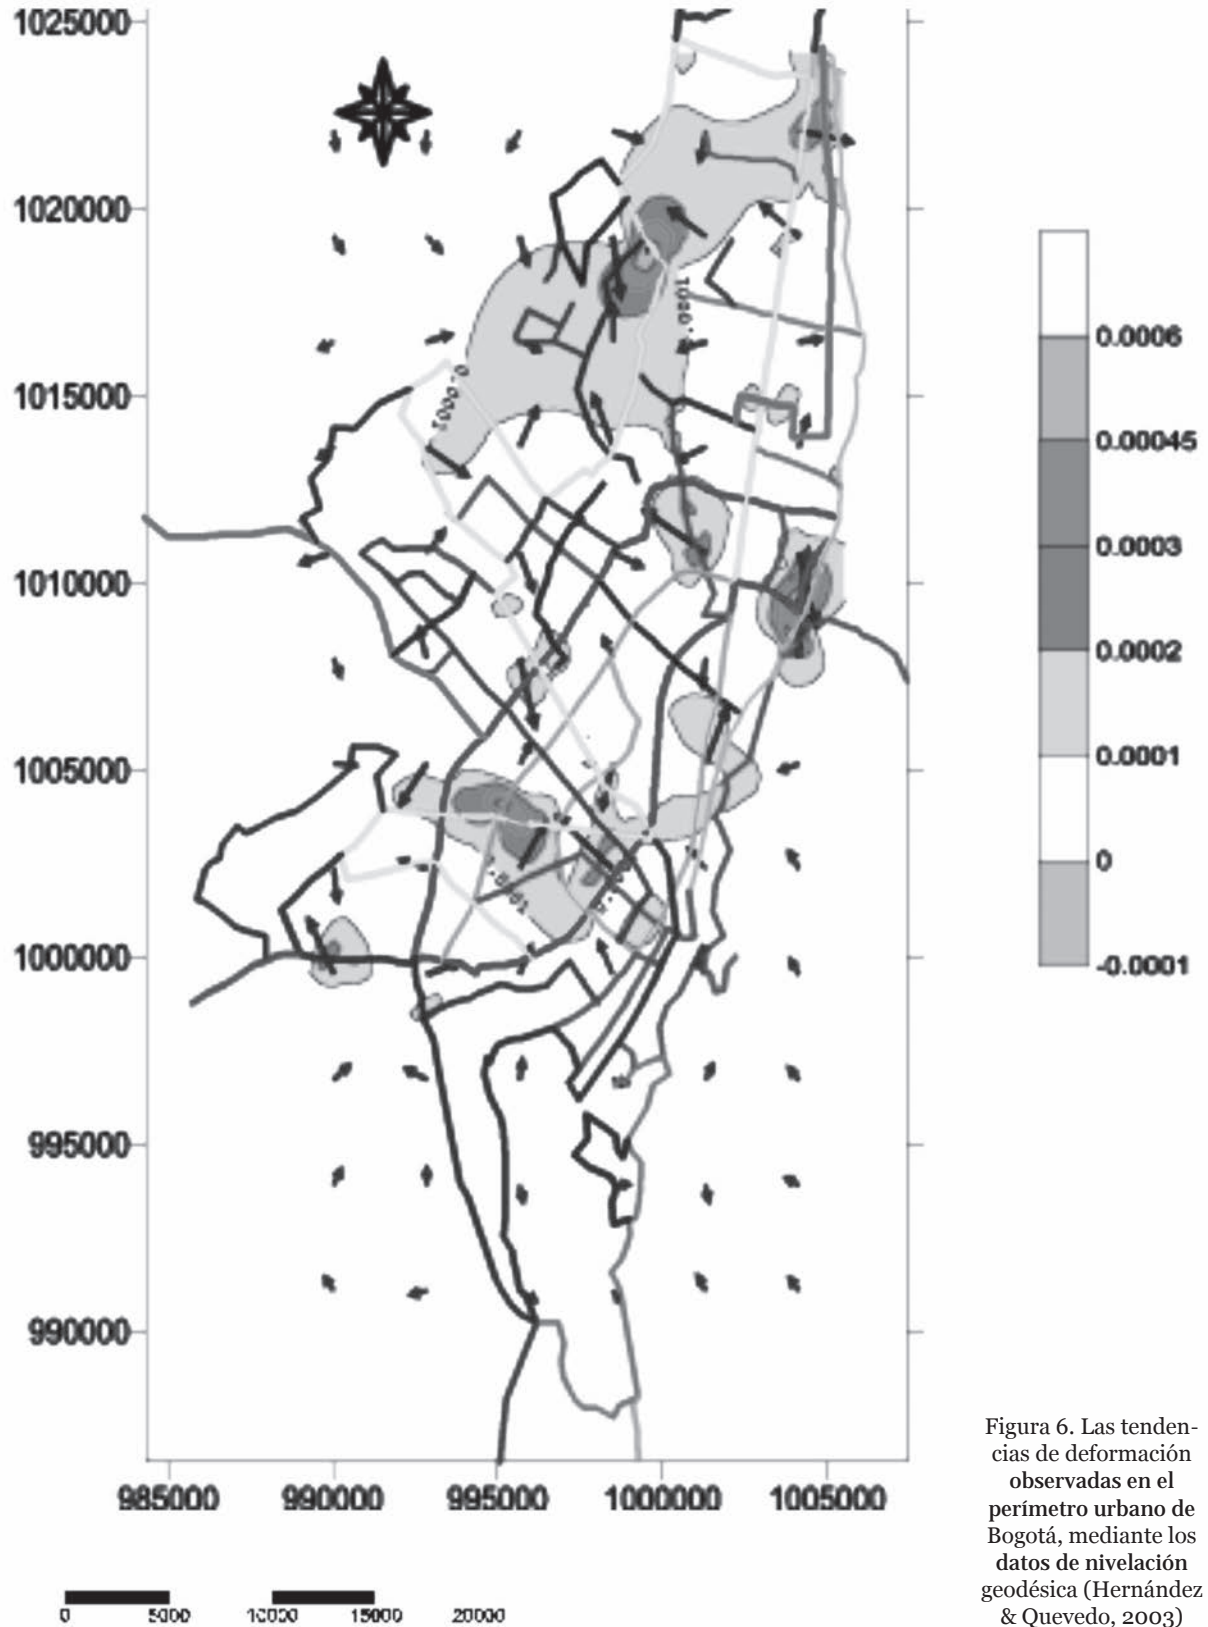 1025000
1020000
1015000
1010000
1005000
1000000
995000
990000
985000 990000 995000 1000000 1005000
0.0006
0.00045
0.0003
0.0002
0.0001
0
-0.0001
0 5000 10000 15000 20000
Figura 6. Las tenden-
cias de deformación
observadas en el
perímetro urbano de
Bogotá, mediante los
datos de nivelación
geodésica (Hernández
& Quevedo, 2003)